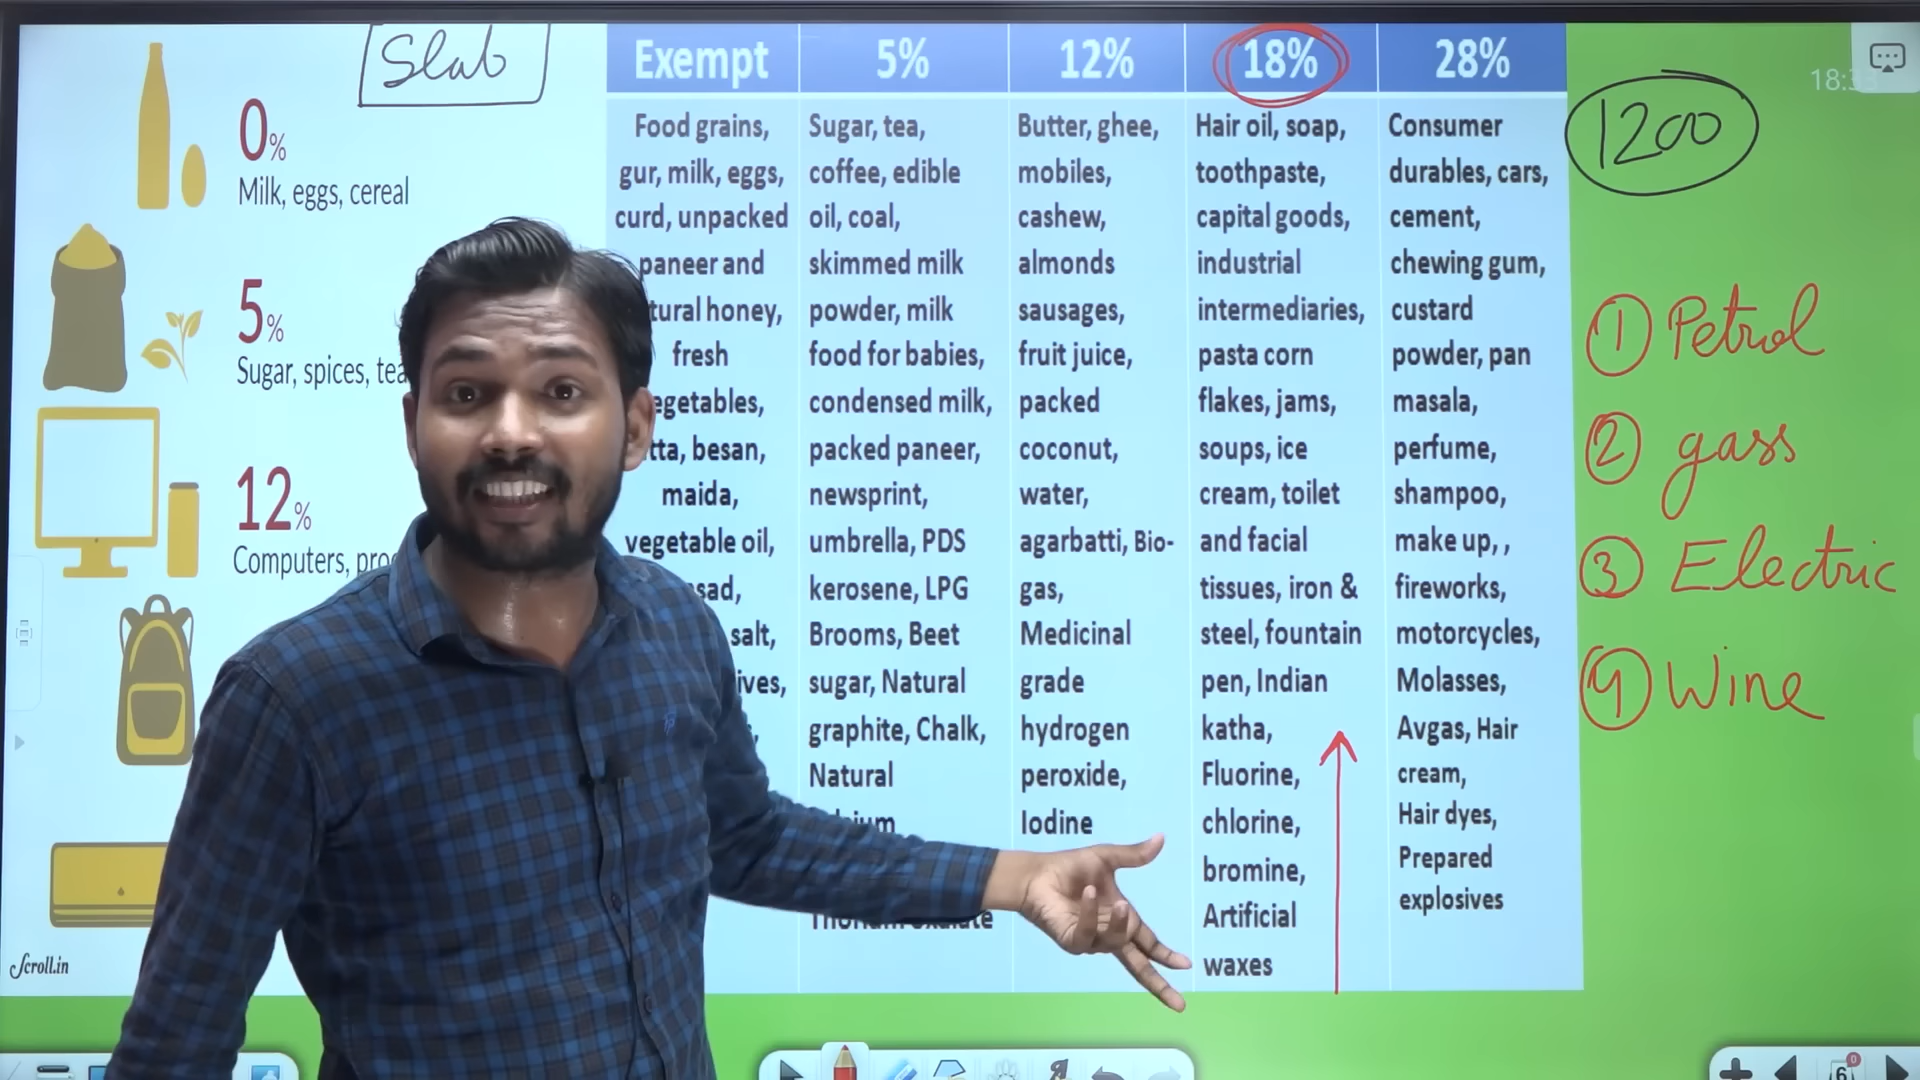 Slab
0%
Milk, eggs, cereal
5%
Sugar, spices, tea
12%
Computers,
Scroll.in
Exempt
Food grains,
gur, milk, eggs,
curd, unpacked
paneer and
honey,
fresh
besan,
maida,
vegetable oil,
salt,
5%
Sugar, tea,
coffee, edible
oil, coal,
skimmed milk
powder, milk
food for babies,
condensed milk,
packed paneer,
newsprint,
umbrella, PDS
kerosene, LPG
Brooms, Beet
sugar, Natural
graphite, Chalk,
Natural
12%
Butter, ghee,
mobiles,
cashew,
almonds
sausages,
fruit juice,
packed
coconut,
water,
agarbatti, Bio-
gas,
Medicinal
grade
hydrogen
peroxide,
Iodine
18%
Hair oil, soap,
toothpaste,
capital goods,
industrial
intermediaries,
pasta corn
flakes, jams,
soups, ice
cream, toilet
and facial
tissues, iron &
steel, fountain
pen, Indian
katha,
Fluorine,
chlorine,
bromine,
Artificial
waxes
28%
Consumer
durables, cars,
cement,
chewing gum,
custard
powder, pan
masala,
perfume,
shampoo,
make up, ,
fireworks,
motorcycles,
Molasses,
Avgas, Hair
cream,
Hair dyes,
Prepared
explosives
1200
① Petrol
② gass
③ Electric
④ Wine
6
0